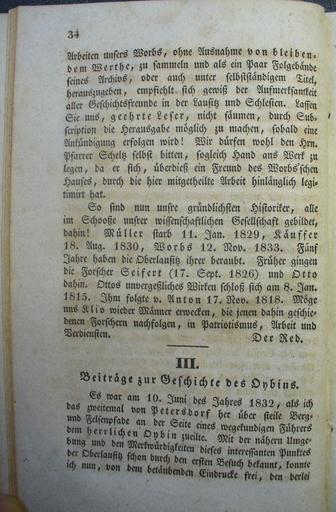 34
Arbeiten unsers Worbs, ohne Ausnahme von bleiben-
dem Werthe, zu sammeln und als ein Paar Folgebände
seines Archivs, oder auch unter selbstständigem Titel,
herauszugeben, empfiehlt sich gewiß der Aufmerksamkeit
aller Geschichtsfreunde in der Lausitz und Schlesien. Lassen
Sie uns, geehrte Leser, nicht säumen, durch Sub-
scription die Herausgabe möglich zu machen, sobald eine
Ankündigung erfolgen wird! Wir dürfen wohl den Hrn.
Pfarrer Schelz selbst bitten, sogleich Hand ans Werk zu
legen, da er sich, überdieß ein Freund des Worbs'schen
Hauses, durch die hier mitgetheilte Arbeit hinlänglich legi-
timirt hat.
So sind nun unsre gründlichsten Historiker, alle
im Schooße unsrer wissenschaftlichen Gesellschaft gebildet,
dahin! Müller starb 11. Jan. 1829, Käuffer
18. Aug. 1830, Worbs 12. Nov. 1833. Fünf
Jahre haben die Oberlausitz ihrer beraubt. Früher gingen
die Forscher Seifert (17. Sept. 1826) und Otto
dahin. Ottos unvergeßliches Wirken schloß sich am 8. Jan.
1815. Ihm folgte v. Anton 17. Nov. 1818. Möge
uns Klio wieder Männer erwecken, die jenen dahin geschie-
denen Forschern nachfolgen, in Patriotismus, Arbeit und
Verdiensten.
Der Red.
III.
Beiträge zur Geschichte des Oybins.
Es war am 10. Juni des Jahres 1832, als ich
das zweitemal von Petersdorf her über steile Berg-
und Felsenpfade an der Seite eines wegekundigen Führers
dem herrlichen Oybin zueilte. Mit der nähern Umge-
bung und den Merkwürdigkeiten dieses interessanten Punktes
der Oberlausitz schon durch den ersten Besuch bekannt, konnte
ich nun, von dem betäubenden Eindrucke frei, den derlei